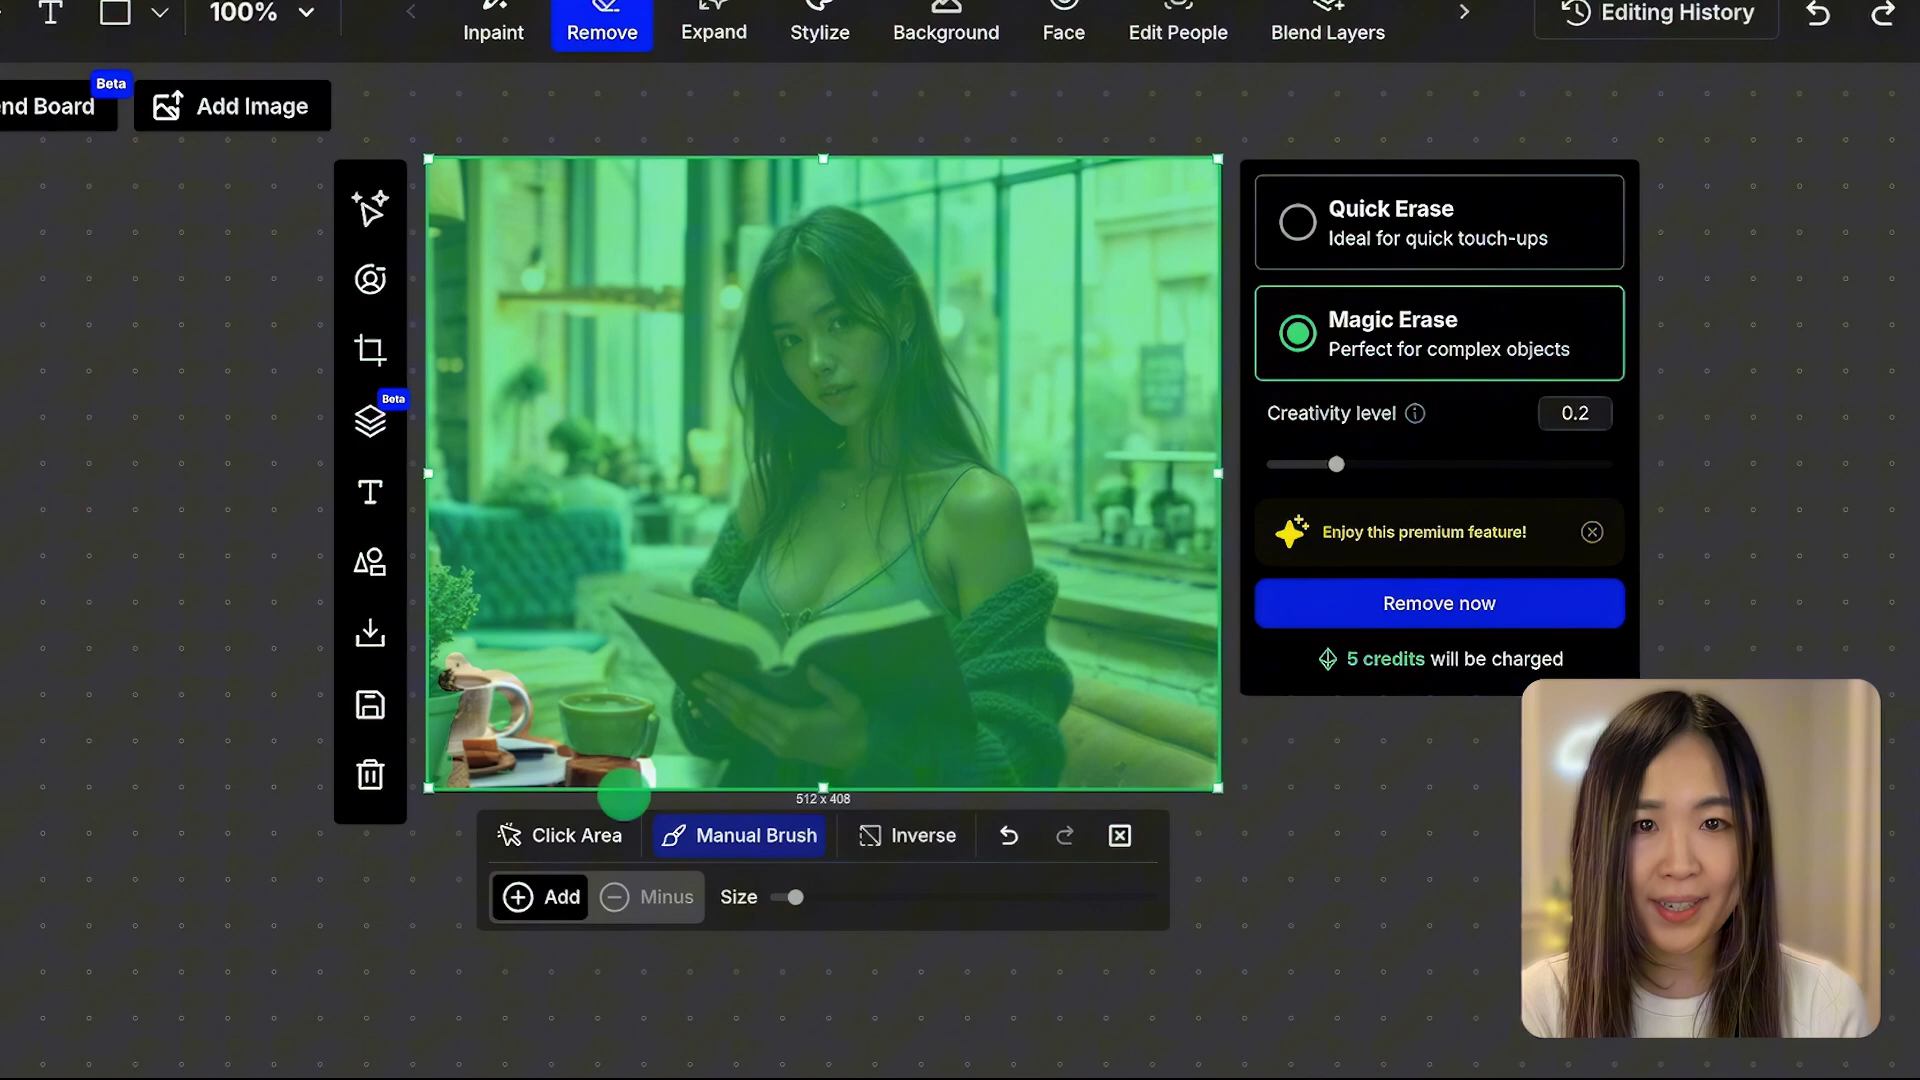 T
100%
Inpaint
Remove
Expand
Stylize
Background
Face
Edit People
Blend Layers
Editing History
Beta
nd Board
Add Image
Beta
T
Quick Erase
Ideal for quick touch-ups
Magic Erase
Perfect for complex objects
Creativity level
0.2
Enjoy this premium feature!
Remove now
5 credits will be charged
512 x 408
Click Area
Manual Brush
Inverse
Add
Minus
Size